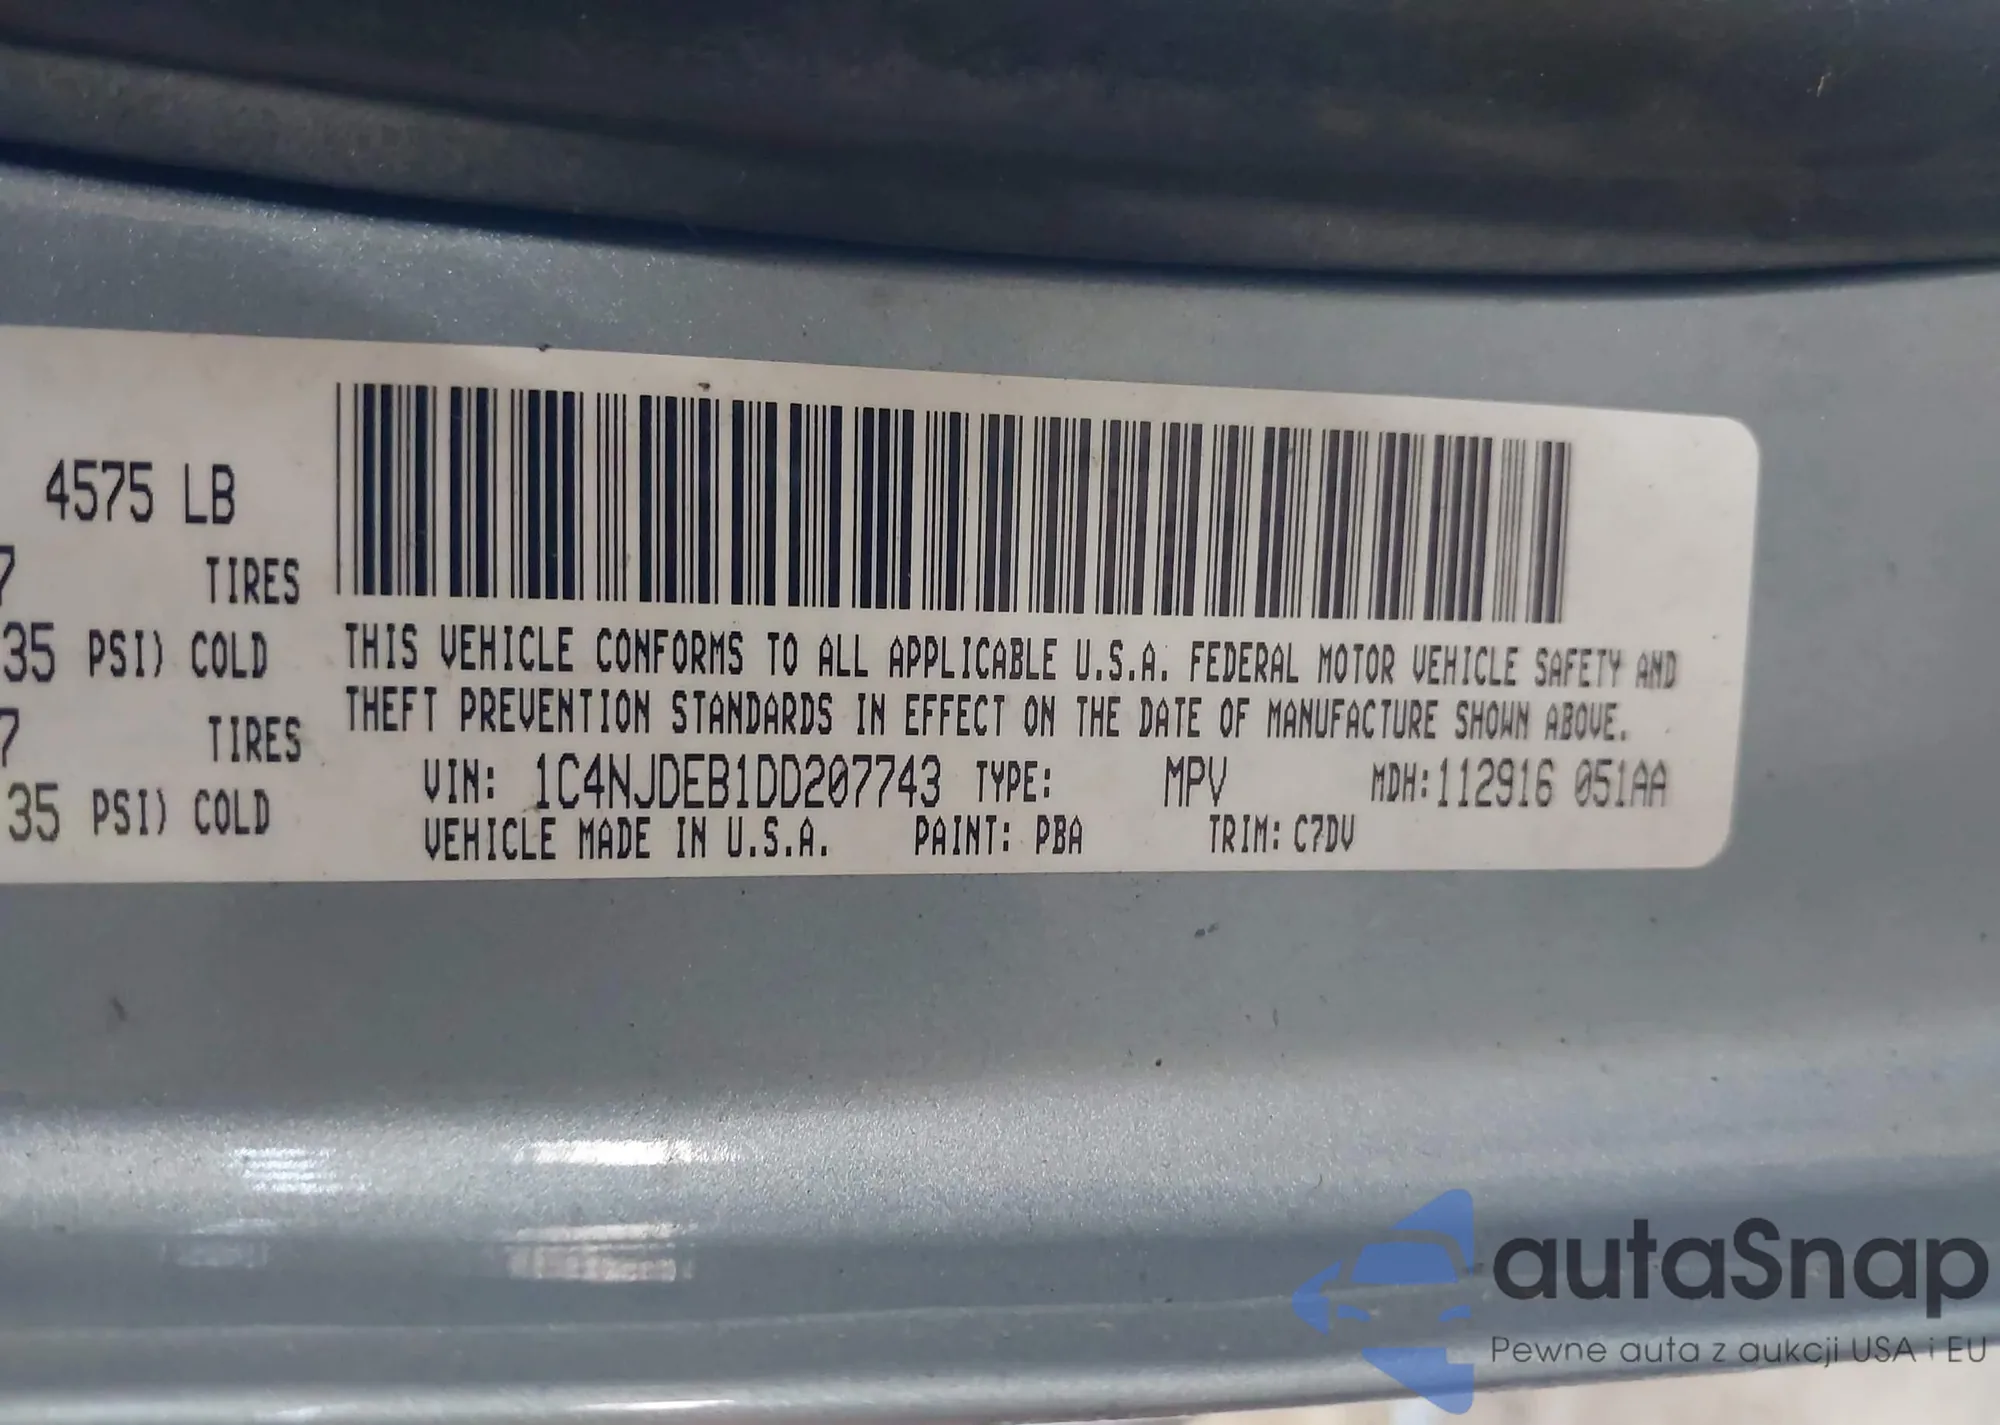 4575 LB
7 TIRES
35 PSI) COLD
7 TIRES
35 PSI) COLD
THIS VEHICLE CONFORMS TO ALL APPLICABLE U.S.A. FEDERAL MOTOR VEHICLE SAFETY AND
THEFT PREVENTION STANDARDS IN EFFECT ON THE DATE OF MANUFACTURE SHOWN ABOVE.
VIN: 1C4NJDEB1DD207743 TYPE: MPV MDH:112916 051AA
VEHICLE MADE IN U.S.A. PAINT: PBA TRIM: C7DV
autaSnap
Pewne auta z aukcji USA i EU